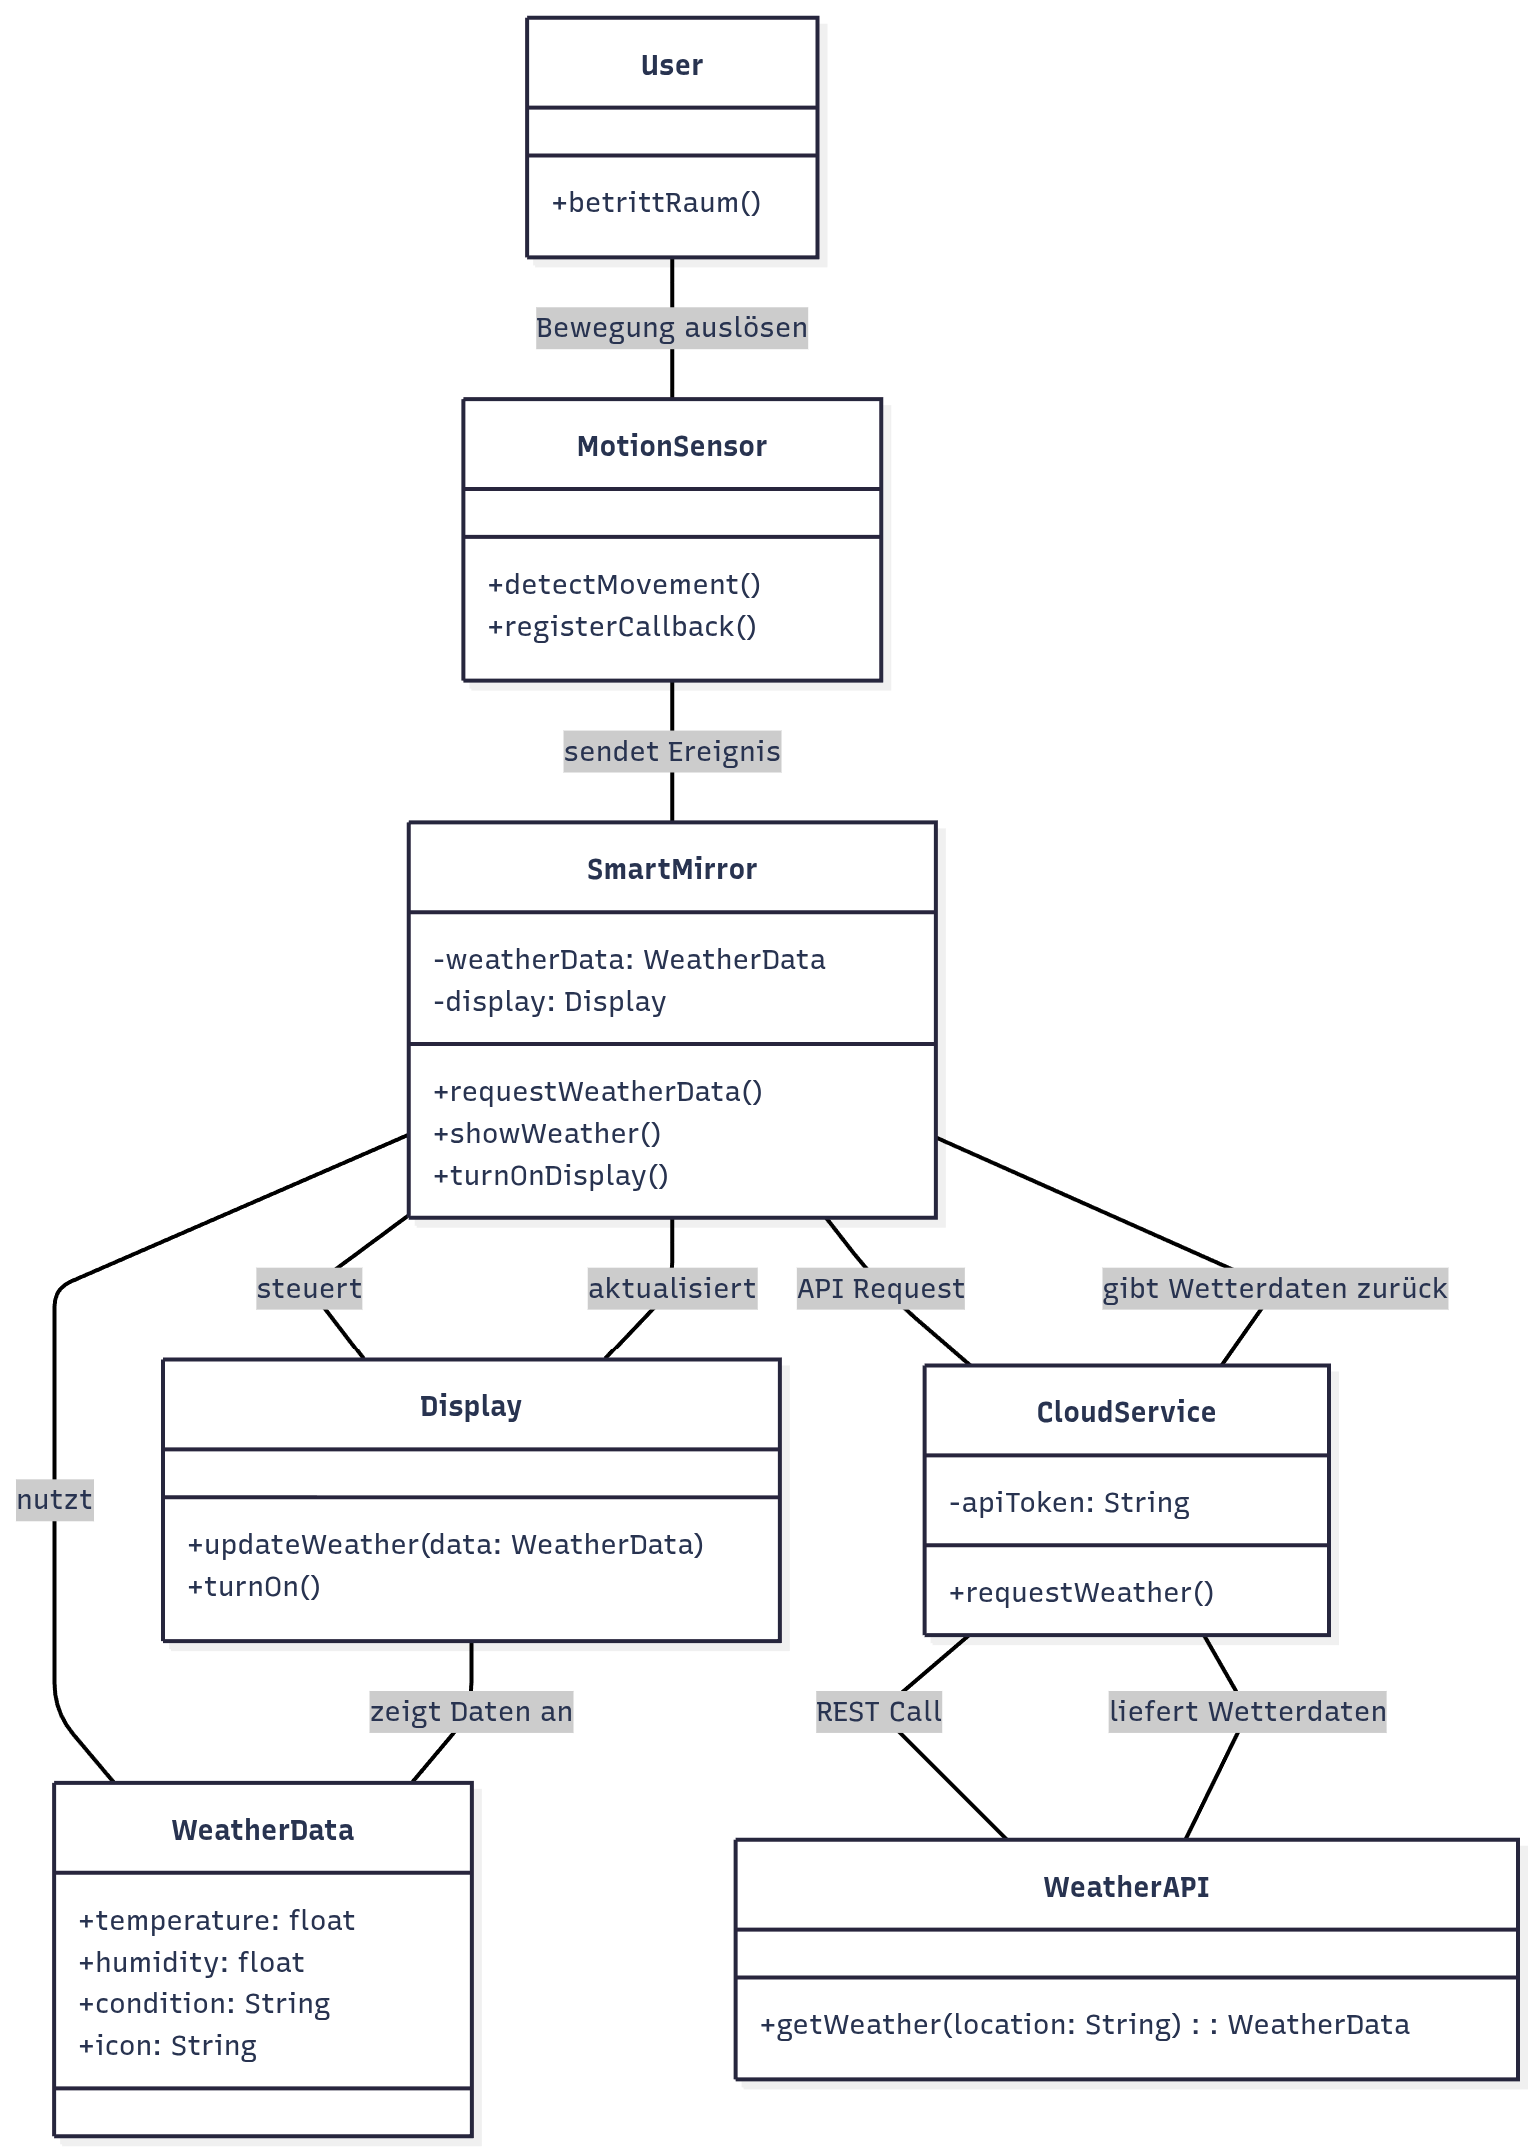 User
+betrittRaum()
Bewegung auslösen
MotionSensor
+detectMovement()
+registerCallback()
sendet Ereignis
SmartMirror
-weatherData: WeatherData
-display: Display
+requestWeatherData()
+showWeather()
+turnOnDisplay()
steuert
aktualisiert
API Request
gibt Wetterdaten zurück
nutzt
Display
+updateWeather(data: WeatherData)
+turnOn()
CloudService
-apiToken: String
+requestWeather()
zeigt Daten an
REST Call
liefert Wetterdaten
WeatherData
+temperature: float
+humidity: float
+condition: String
+icon: String
WeatherAPI
+getWeather(location: String) : : WeatherData